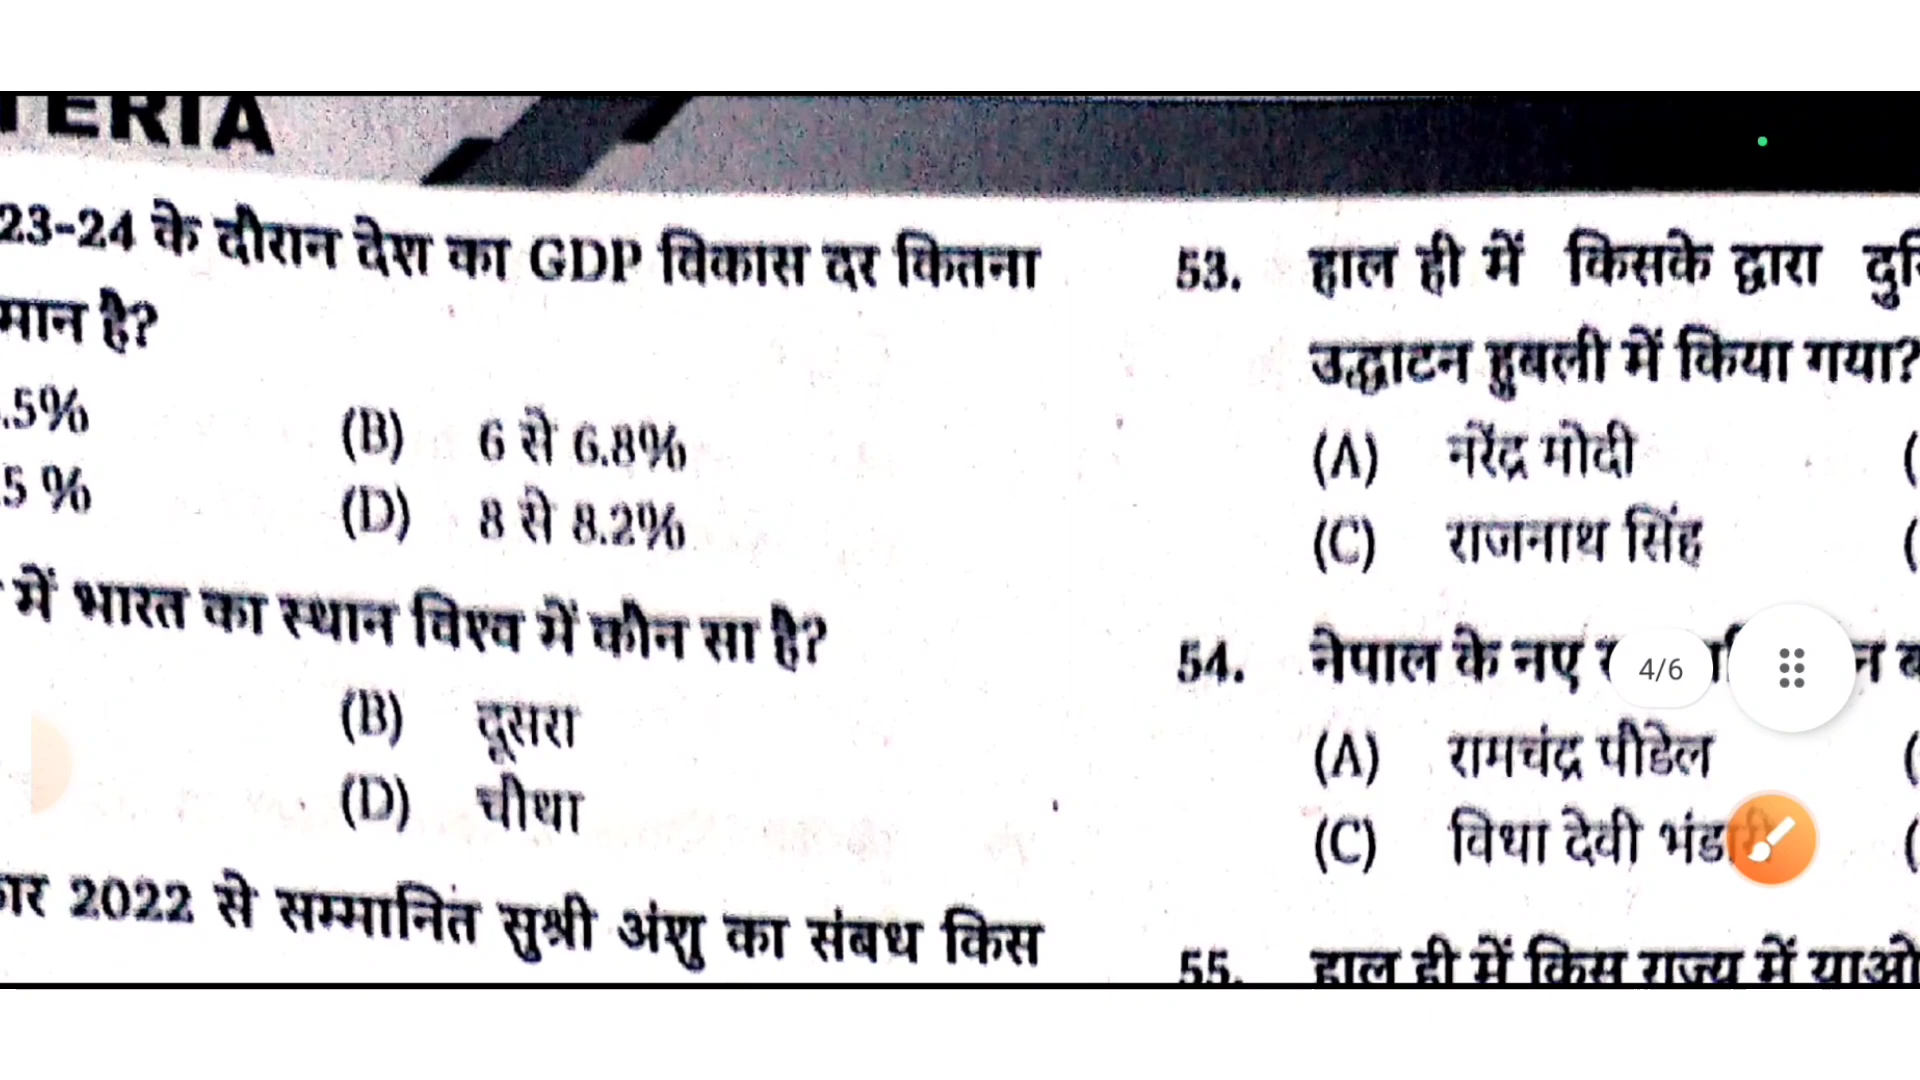 TERIA
23-24 के दौरान देश का GDP विकास दर कितना
मान है?
.5%
(B) 6 से 6.8%
5 %
(D) 8 से 8.2%
में भारत का स्थान विश्व में कौन सा है?
(B) दूसरा
(D) चौथा
2022 से सम्मानित सुश्री अंशु का संबध किस
53. हाल ही में किसके द्वारा
उद्घाटन हुबली में किया गया?
(A) नरेंद्र मोदी
(C) राजनाथ सिंह
54. नेपाल के नए
4/6
(A) रामचंद्र पौडेल
(C) विधा देवी
55. हाल ही में किस राज्य में